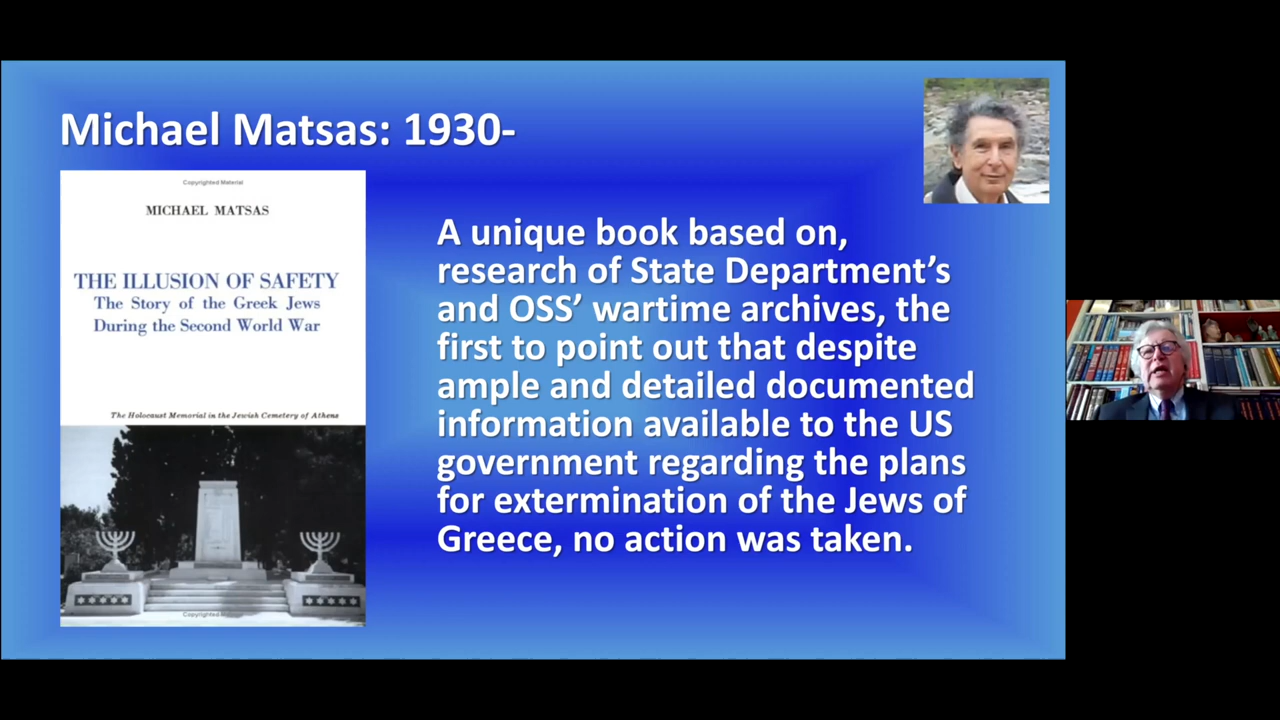 Michael Matsas: 1930-
Copyrighted Material
MICHAEL MATSAS
THE ILLUSION OF SAFETY
The Story of the Greek Jews
During the Second World War
The Holocaust Memorial in the Jewish Cemetery of Athens
Copyrighted Material
A unique book based on,
research of State Department’s
and OSS’ wartime archives, the
first to point out that despite
ample and detailed documented
information available to the US
government regarding the plans
for extermination of the Jews of
Greece, no action was taken.